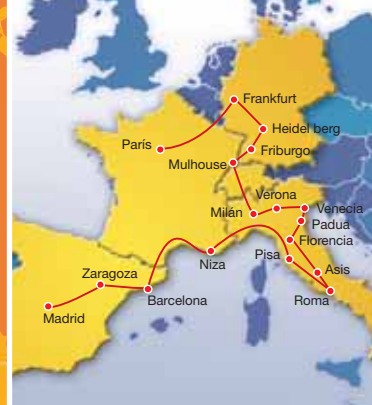 Frankfurt
Heidel berg
París
Friburgo
Mulhouse
Verona
Milán
Venecia
Padua
Florencia
Niza
Pisa
Asis
Zaragoza
Barcelona
Roma
Madrid